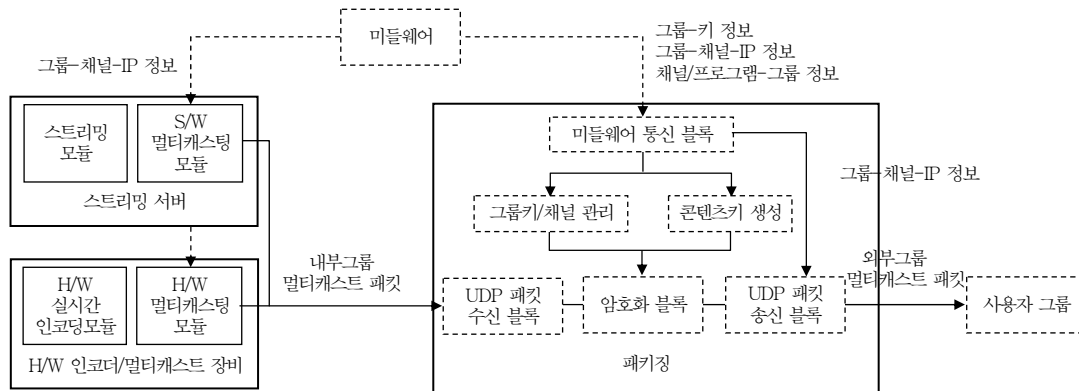 미들웨어
그룹-키 정보
그룹-채널-IP 정보
채널/프로그램-그룹 정보
그룹-채널-IP 정보
스트리밍
모듈
S/W
멀티캐스팅
모듈
스트리밍 서버
미들웨어 통신 블록
그룹-채널-IP 정보
그룹키/채널 관리
콘텐츠키 생성
H/W
실시간
인코딩모듈
H/W
멀티캐스팅
모듈
H/W 인코더/멀티캐스트 장비
내부그룹
멀티캐스트 패킷
UDP 패킷
수신 블록
암호화 블록
UDP 패킷
송신 블록
외부그룹
멀티캐스트 패킷
사용자 그룹
패키징